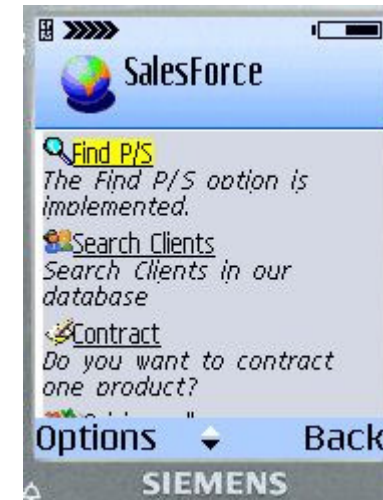 SalesForce
Find P/S
The Find P/S option is
implemented.
Search Clients
Search Clients in our
database
Contract
Do you want to contract
one product?
Options
Back
SIEMENS